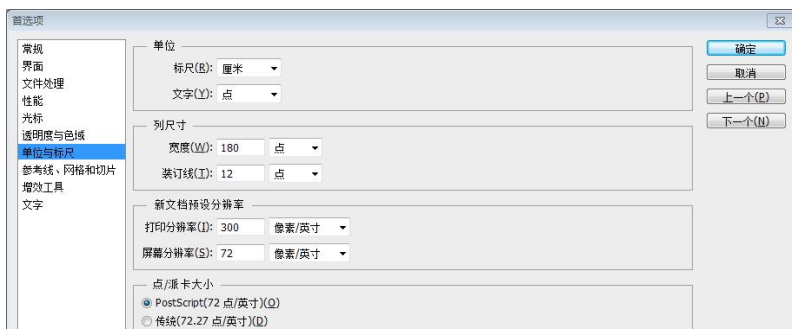 首选项
常规
界面
文件处理
性能
光标
透明度与色域
单位与标尺
参考线、网格和切片
增效工具
文字
单位
标尺(R): 厘米
文字(Y): 点
列尺寸
宽度(W): 180 点
装订线(T): 12 点
新文档预设分辨率
打印分辨率(I): 300 像素/英寸
屏幕分辨率(S): 72 像素/英寸
点/派卡大小
PostScript(72 点/英寸)(O)
传统(72.27 点/英寸)(D)
确定
取消
上一个(P)
下一个(N)